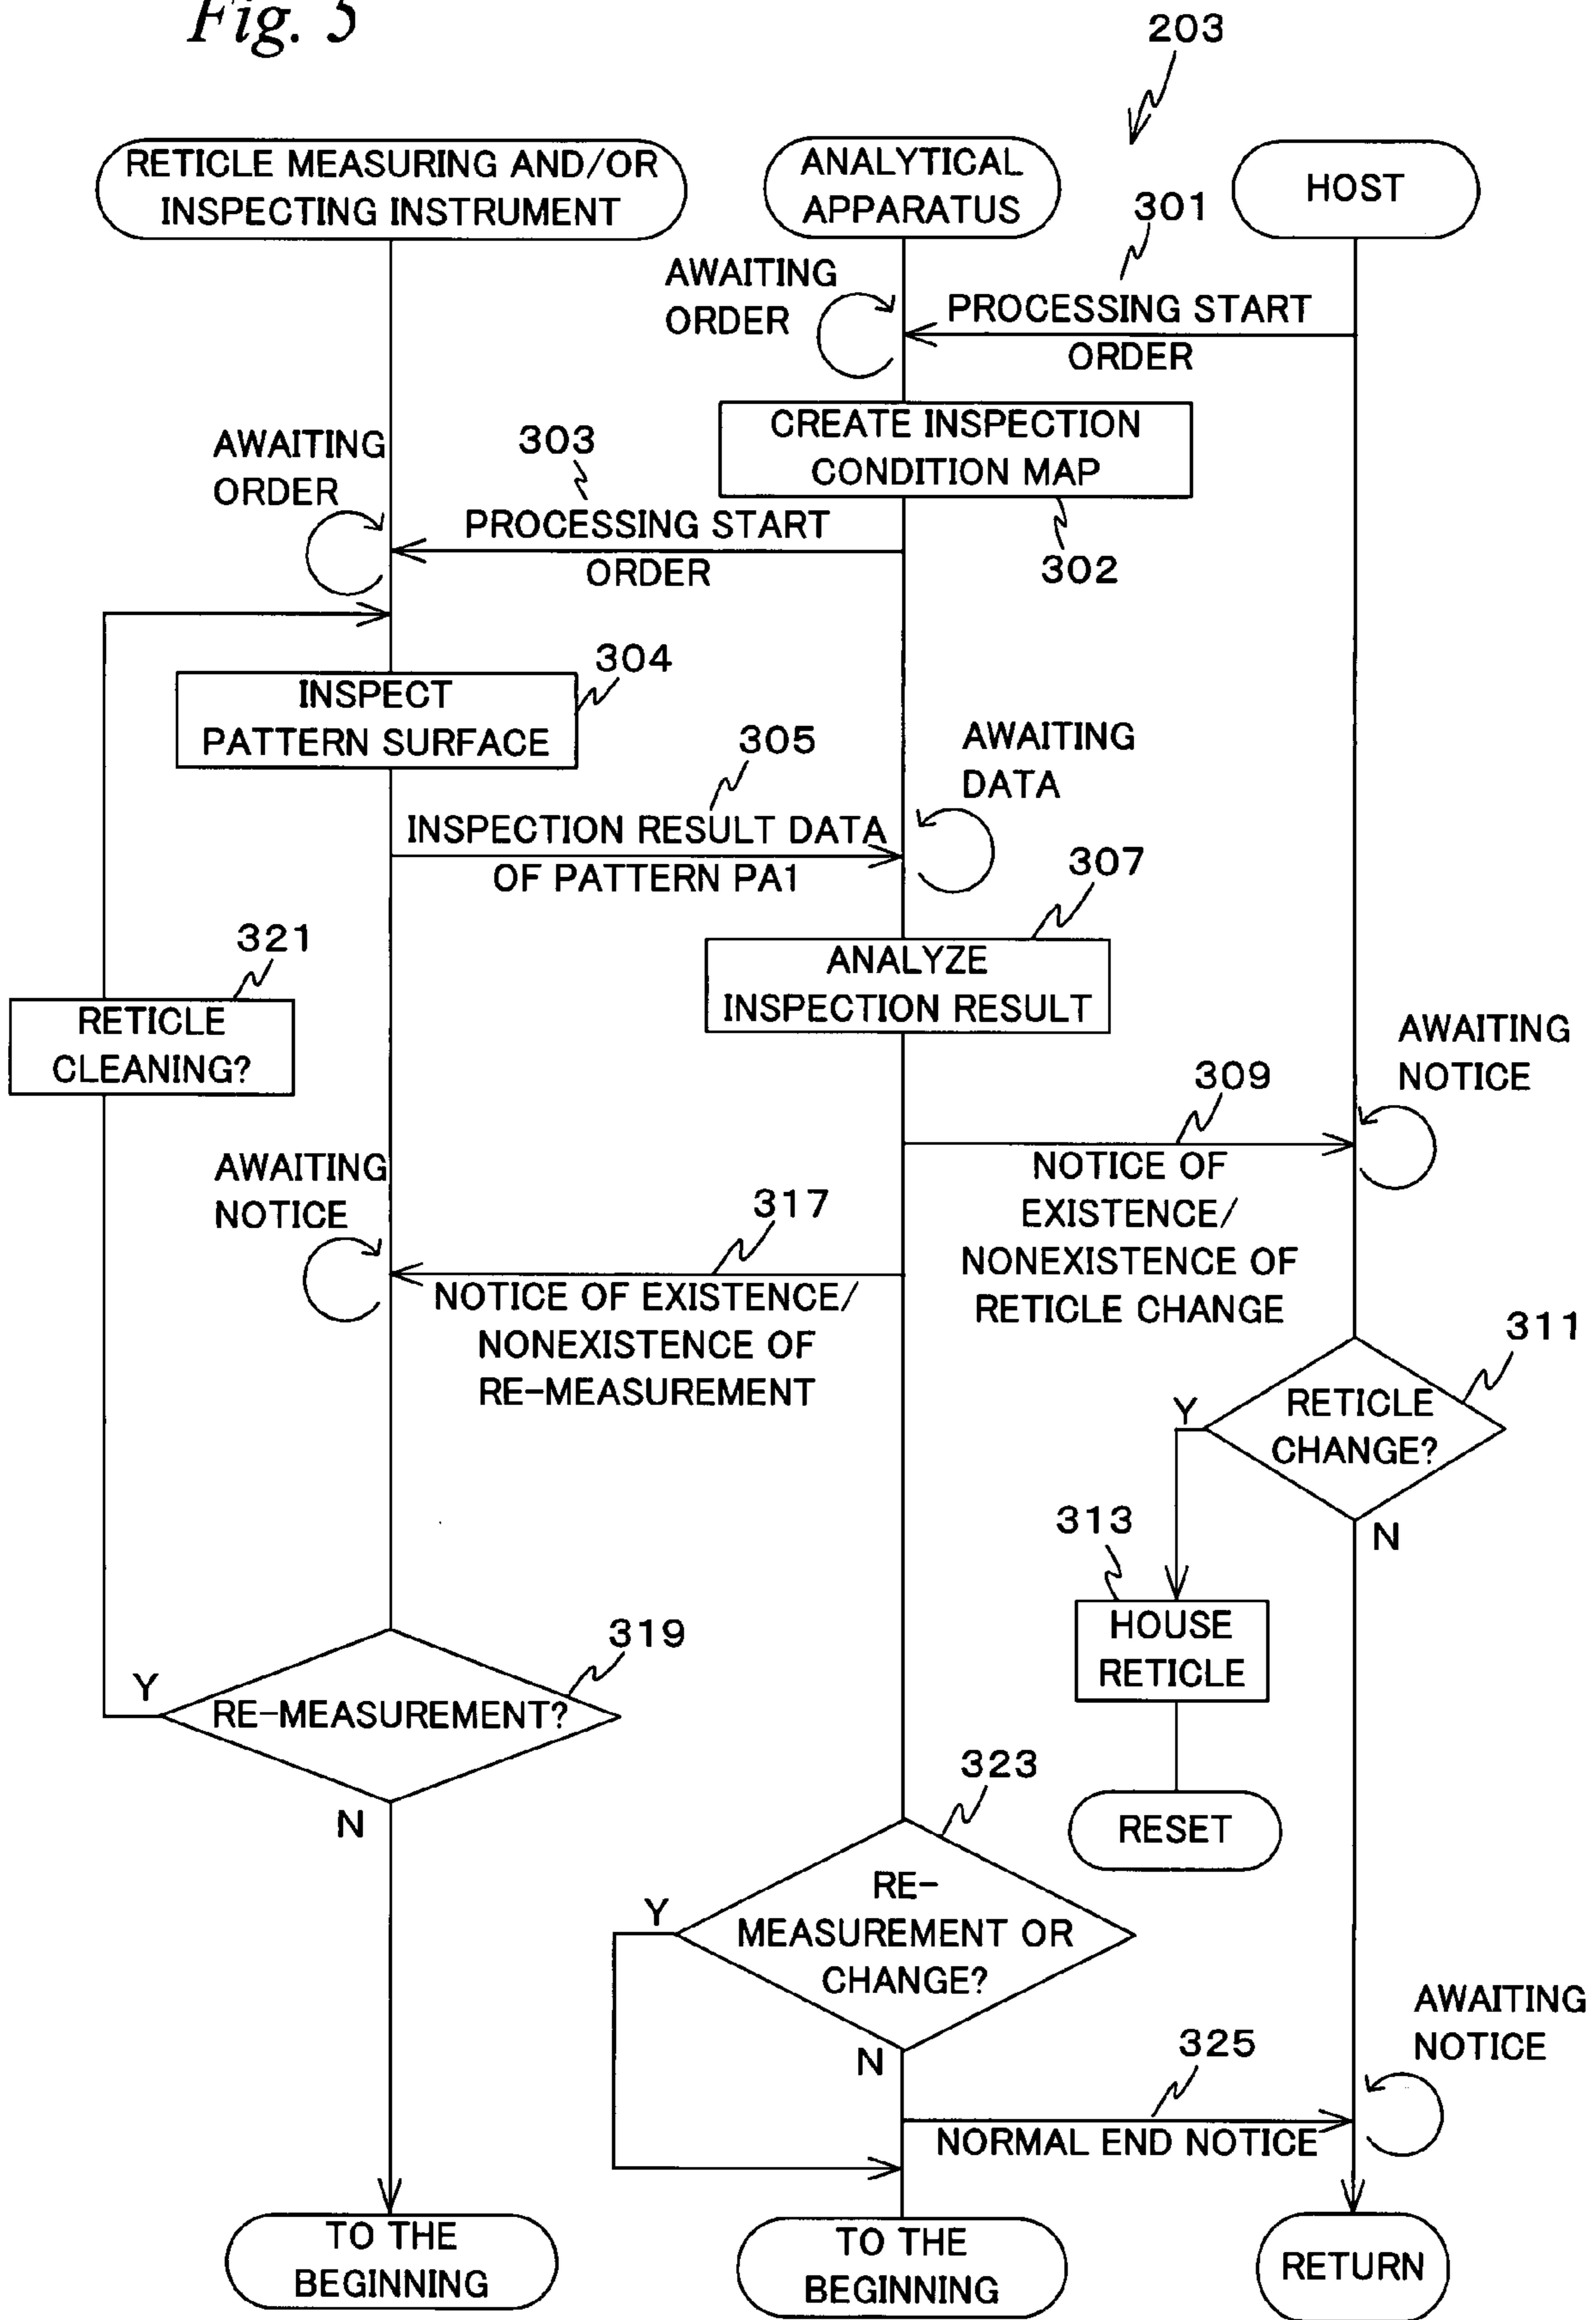 Fig. 5
203
RETICLE MEASURING AND/OR
INSPECTING INSTRUMENT
ANALYTICAL
APPARATUS
HOST
301
AWAITING
ORDER
PROCESSING START
ORDER
CREATE INSPECTION
CONDITION MAP
302
AWAITING
ORDER
303
PROCESSING START
ORDER
304
INSPECT
PATTERN SURFACE
305
AWAITING
DATA
INSPECTION RESULT DATA
OF PATTERN PA1
307
ANALYZE
INSPECTION RESULT
321
RETICLE
CLEANING?
AWAITING
NOTICE
309
NOTICE OF
EXISTENCE/
NONEXISTENCE OF
RETICLE CHANGE
AWAITING
NOTICE
317
NOTICE OF EXISTENCE/
NONEXISTENCE OF
RE-MEASUREMENT
311
RETICLE
CHANGE?
Y
N
313
HOUSE
RETICLE
RESET
319
RE-MEASUREMENT?
Y
N
323
RE-
MEASUREMENT OR
CHANGE?
Y
N
325
NORMAL END NOTICE
AWAITING
NOTICE
TO THE
BEGINNING
TO THE
BEGINNING
RETURN